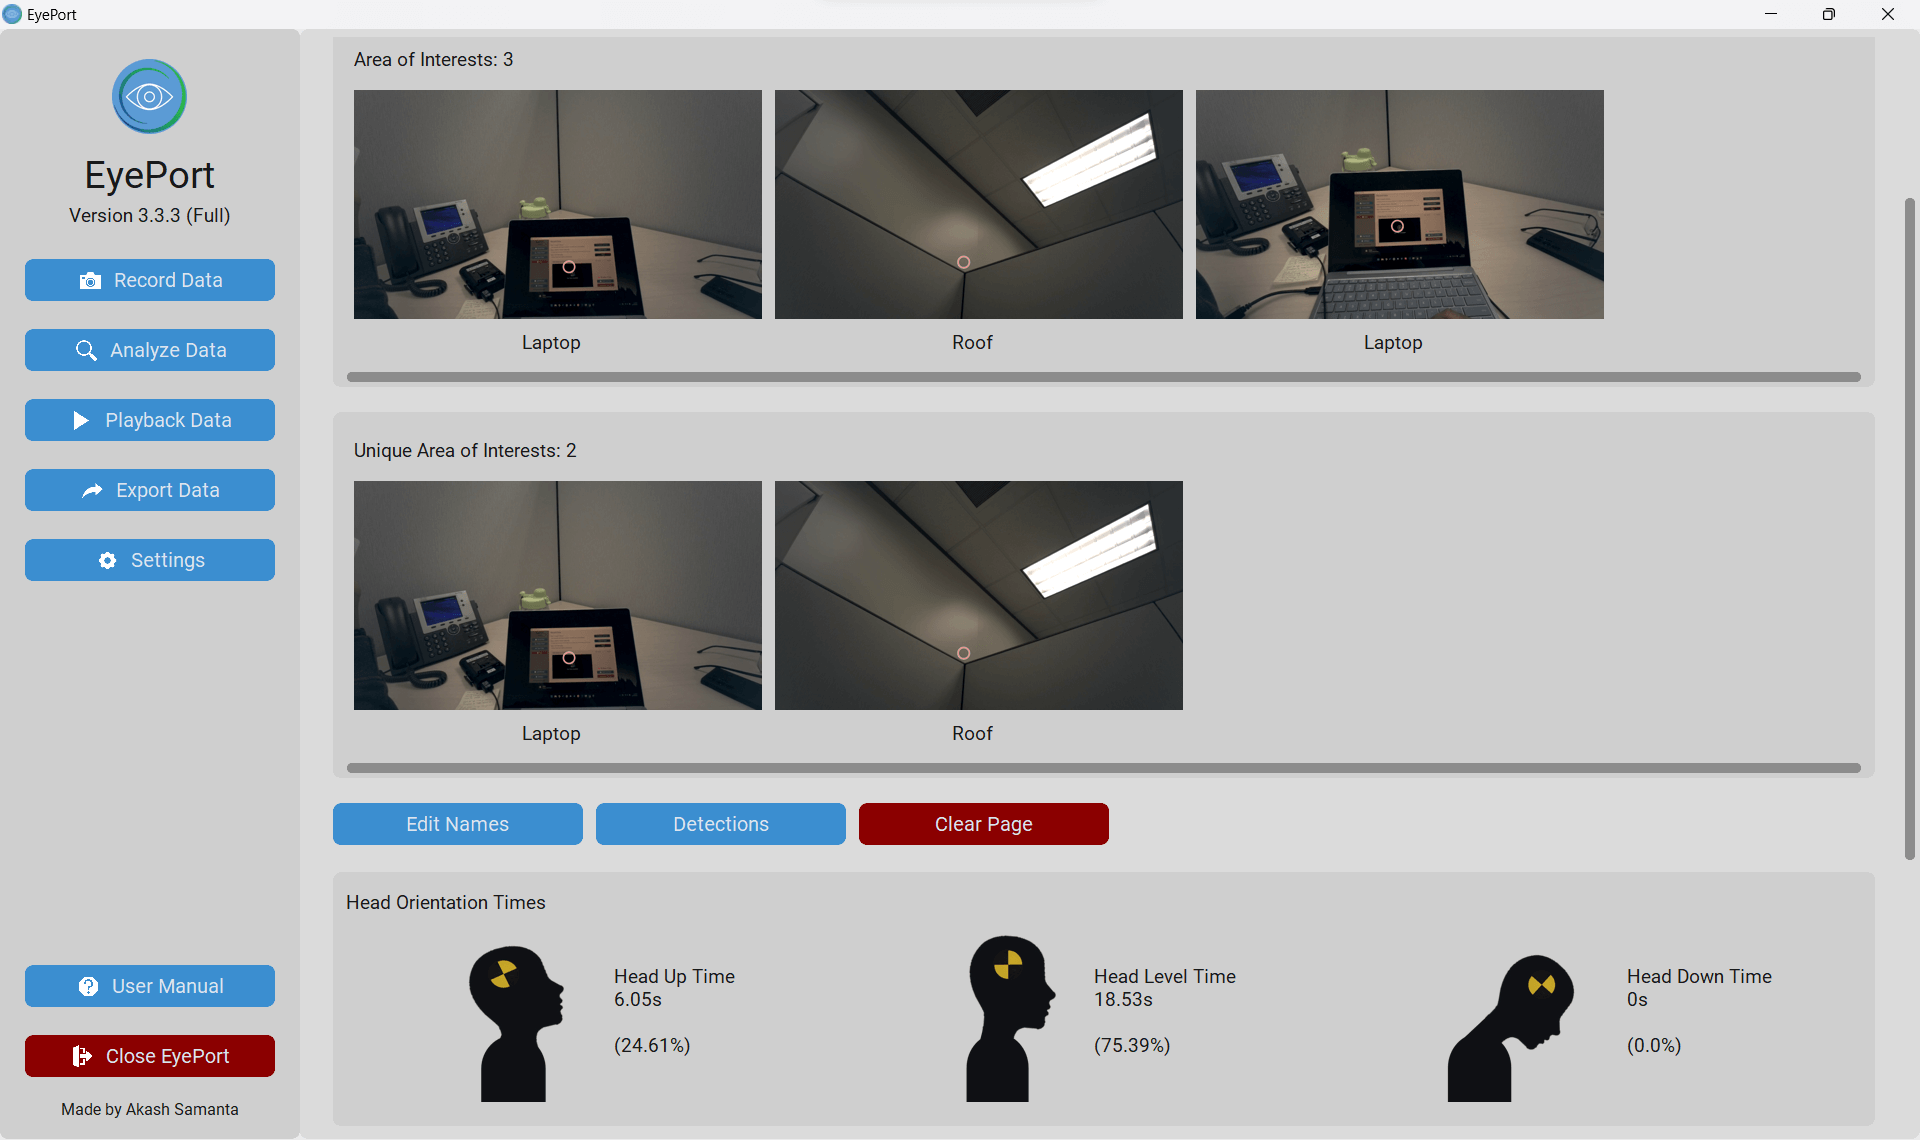 EyePort
EyePort
Version 3.3.3 (Full)
Record Data
Analyze Data
Playback Data
Export Data
Settings
User Manual
Close EyePort
Made by Akash Samanta
Area of Interests: 3
Laptop
Roof
Laptop
Unique Area of Interests: 2
Laptop
Roof
Edit Names
Detections
Clear Page
Head Orientation Times
Head Up Time
6.05s
(24.61%)
Head Level Time
18.53s
(75.39%)
Head Down Time
0s
(0.0%)